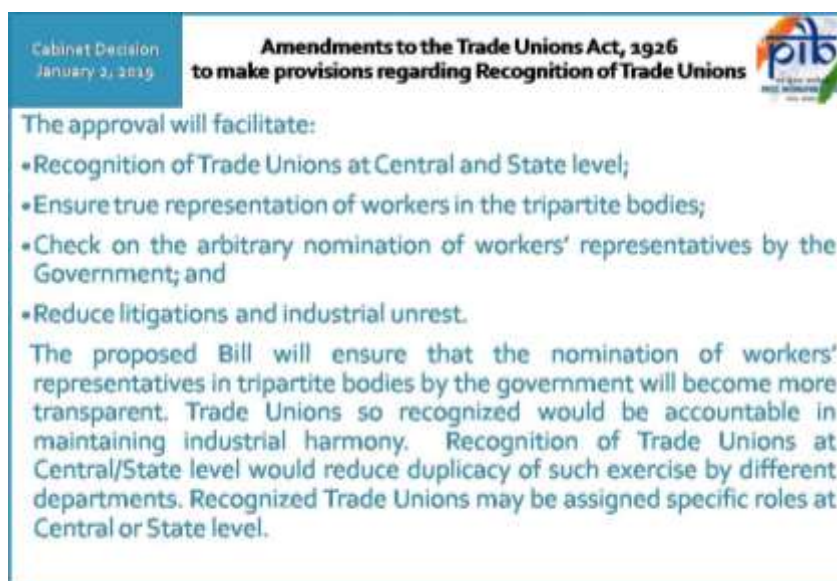 Cabinet Decision
January 2, 2019
Amendments to the Trade Unions Act, 1926
to make provisions regarding Recognition of Trade Unions
pib
The approval will facilitate:
•Recognition of Trade Unions at Central and State level;
•Ensure true representation of workers in the tripartite bodies;
•Check on the arbitrary nomination of workers' representatives by the
Government; and
•Reduce litigations and industrial unrest.
The proposed Bill will ensure that the nomination of workers'
representatives in tripartite bodies by the government will become more
transparent. Trade Unions so recognized would be accountable in
maintaining industrial harmony. Recognition of Trade Unions at
Central/State level would reduce duplicacy of such exercise by different
departments. Recognized Trade Unions may be assigned specific roles at
Central or State level.